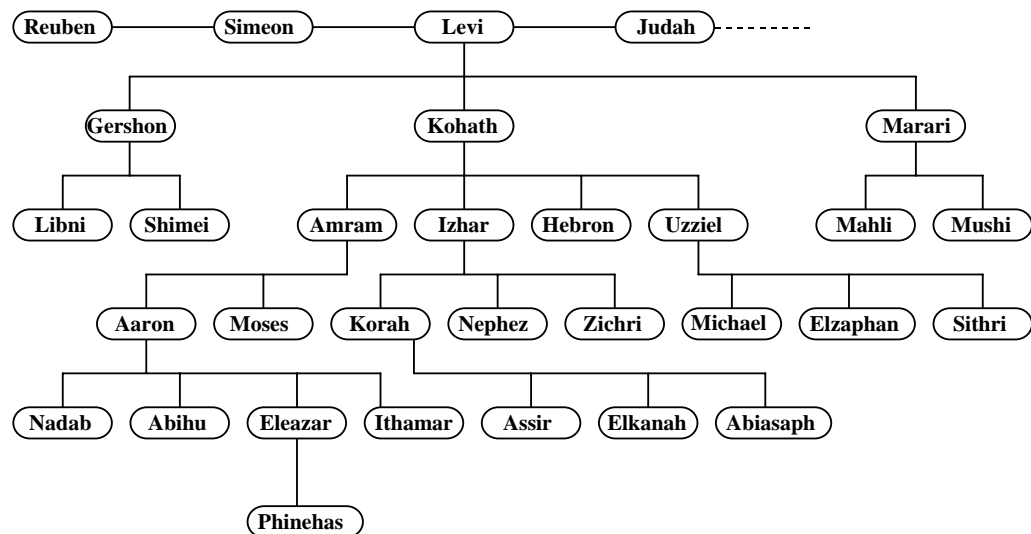 Reuben Simeon Levi Judah
Gershon Kohath Marari
Libni Shimei Amram Izhar Hebron Uzziel Mahli Mushi
Aaron Moses Korah Nephez Zichri Michael Elzaphan Sithri
Nadab Abihu Eleazar Ithamar Assir Elkanah Abiasaph
Phinehas